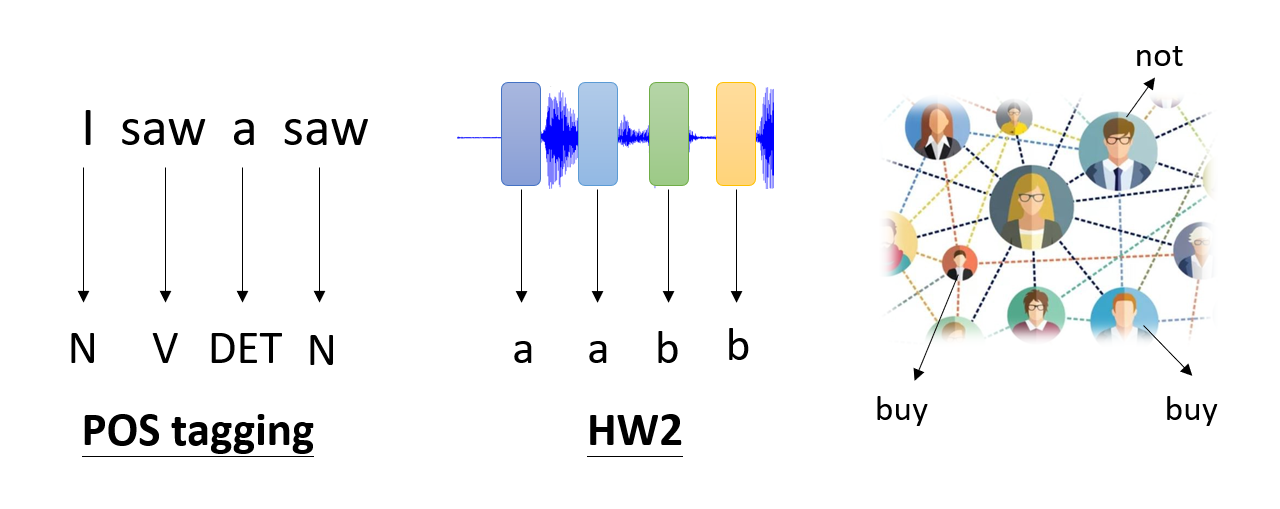 I saw a saw
N V DET N
POS tagging
a a b b
HW2
not
buy
buy